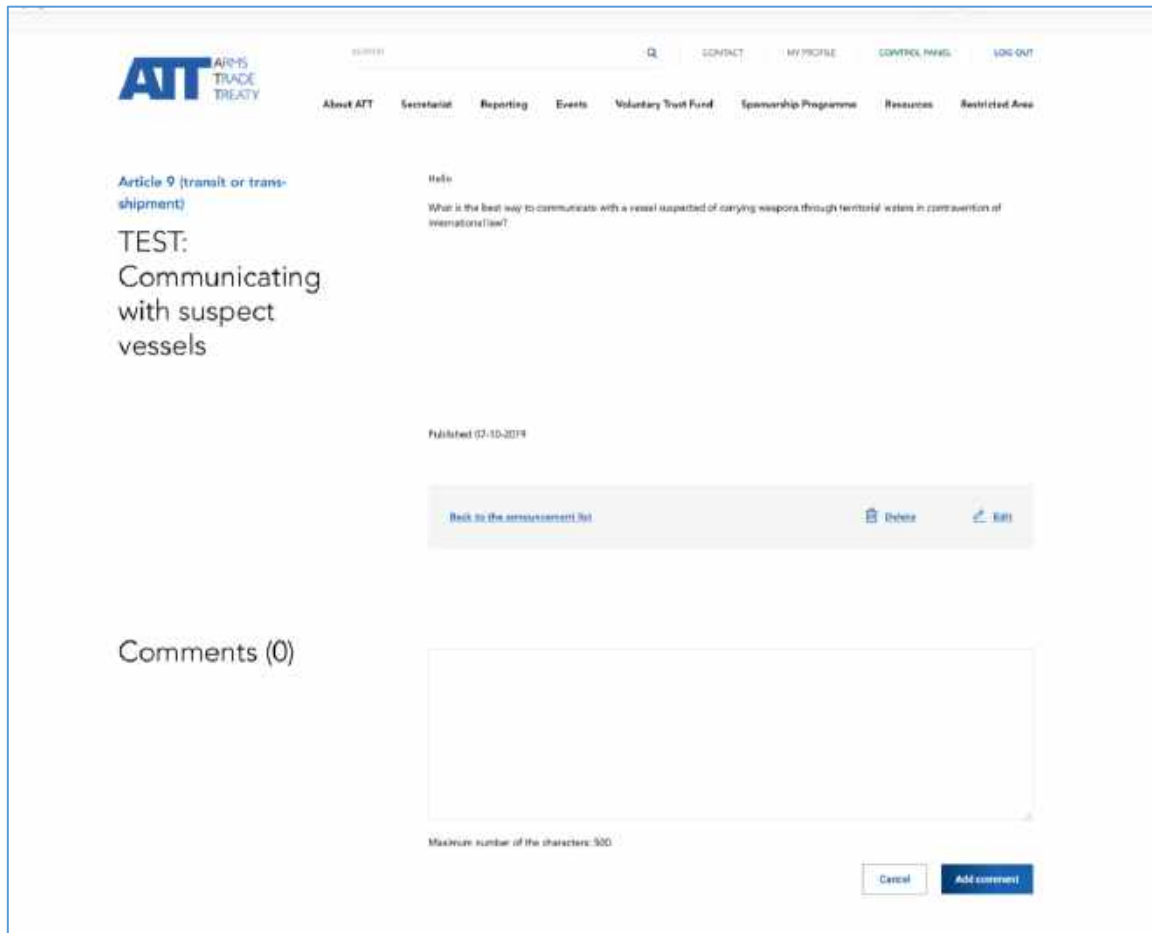 ATT ARMS
TRADE
TREATY
SEARCH
CONTACT MY PROFILE CONTROL PANEL LOG OUT
About ATT Secretariat Reporting Events Voluntary Trust Fund Sponsorship Programme Resources Restricted Area
Article 9 (transit or trans-
shipment)
TEST:
Communicating
with suspect
vessels
Hello
What is the best way to communicate with a vessel suspected of carrying weapons through territorial waters in contravention of
international law?
Published 07-10-2019
Back to the announcement list
Delete
Edit
Comments (0)
Maximum number of the characters: 500
Cancel
Add comment